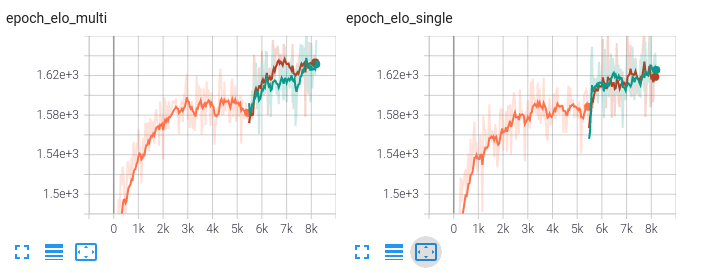 epoch_elo_multi
1.62e+3
1.58e+3
1.54e+3
1.5e+3
0 1k 2k 3k 4k 5k 6k 7k 8k
epoch_elo_single
1.62e+3
1.58e+3
1.54e+3
1.5e+3
0 1k 2k 3k 4k 5k 6k 7k 8k